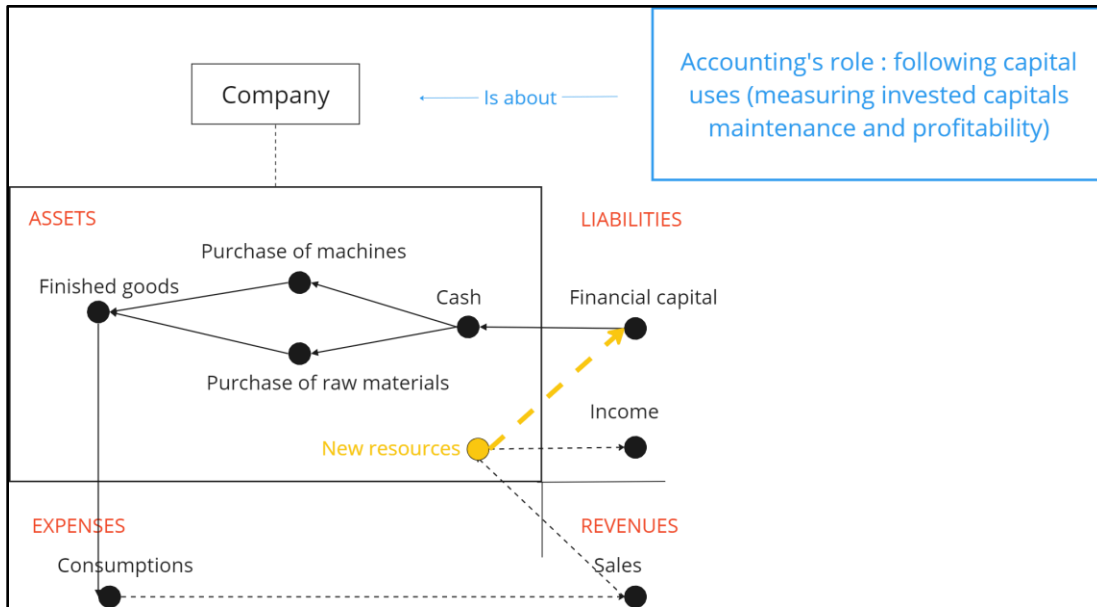 Company
Is about
Accounting's role : following capital
uses (measuring invested capitals
maintenance and profitability)
ASSETS
LIABILITIES
Purchase of machines
Finished goods
Cash
Financial capital
Purchase of raw materials
Income
New resources
EXPENSES
REVENUES
Consumptions
Sales